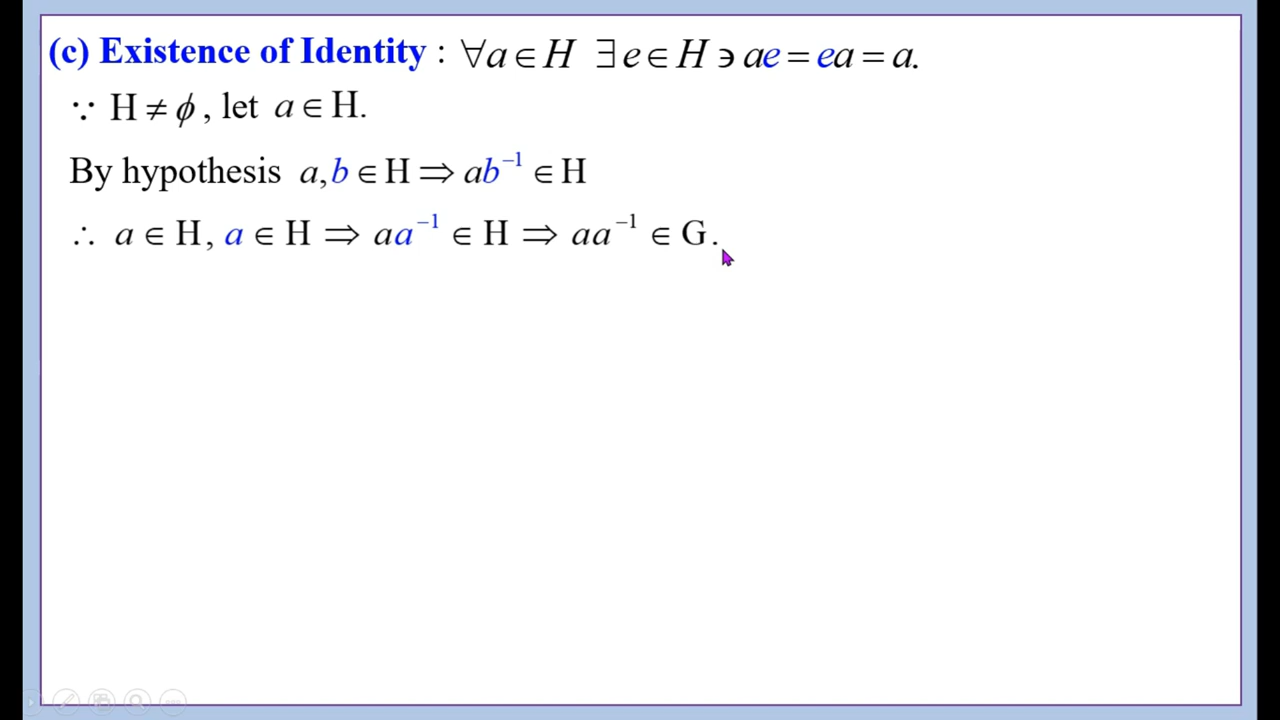 (c) Existence of Identity : ∀a ∈ H ∃ e ∈ H ∋ ae = ea = a.
∵ H ≠ ϕ, let a ∈ H.
By hypothesis a, b ∈ H ⇒ ab⁻¹ ∈ H
∴ a ∈ H, a ∈ H ⇒ aa⁻¹ ∈ H ⇒ aa⁻¹ ∈ G.